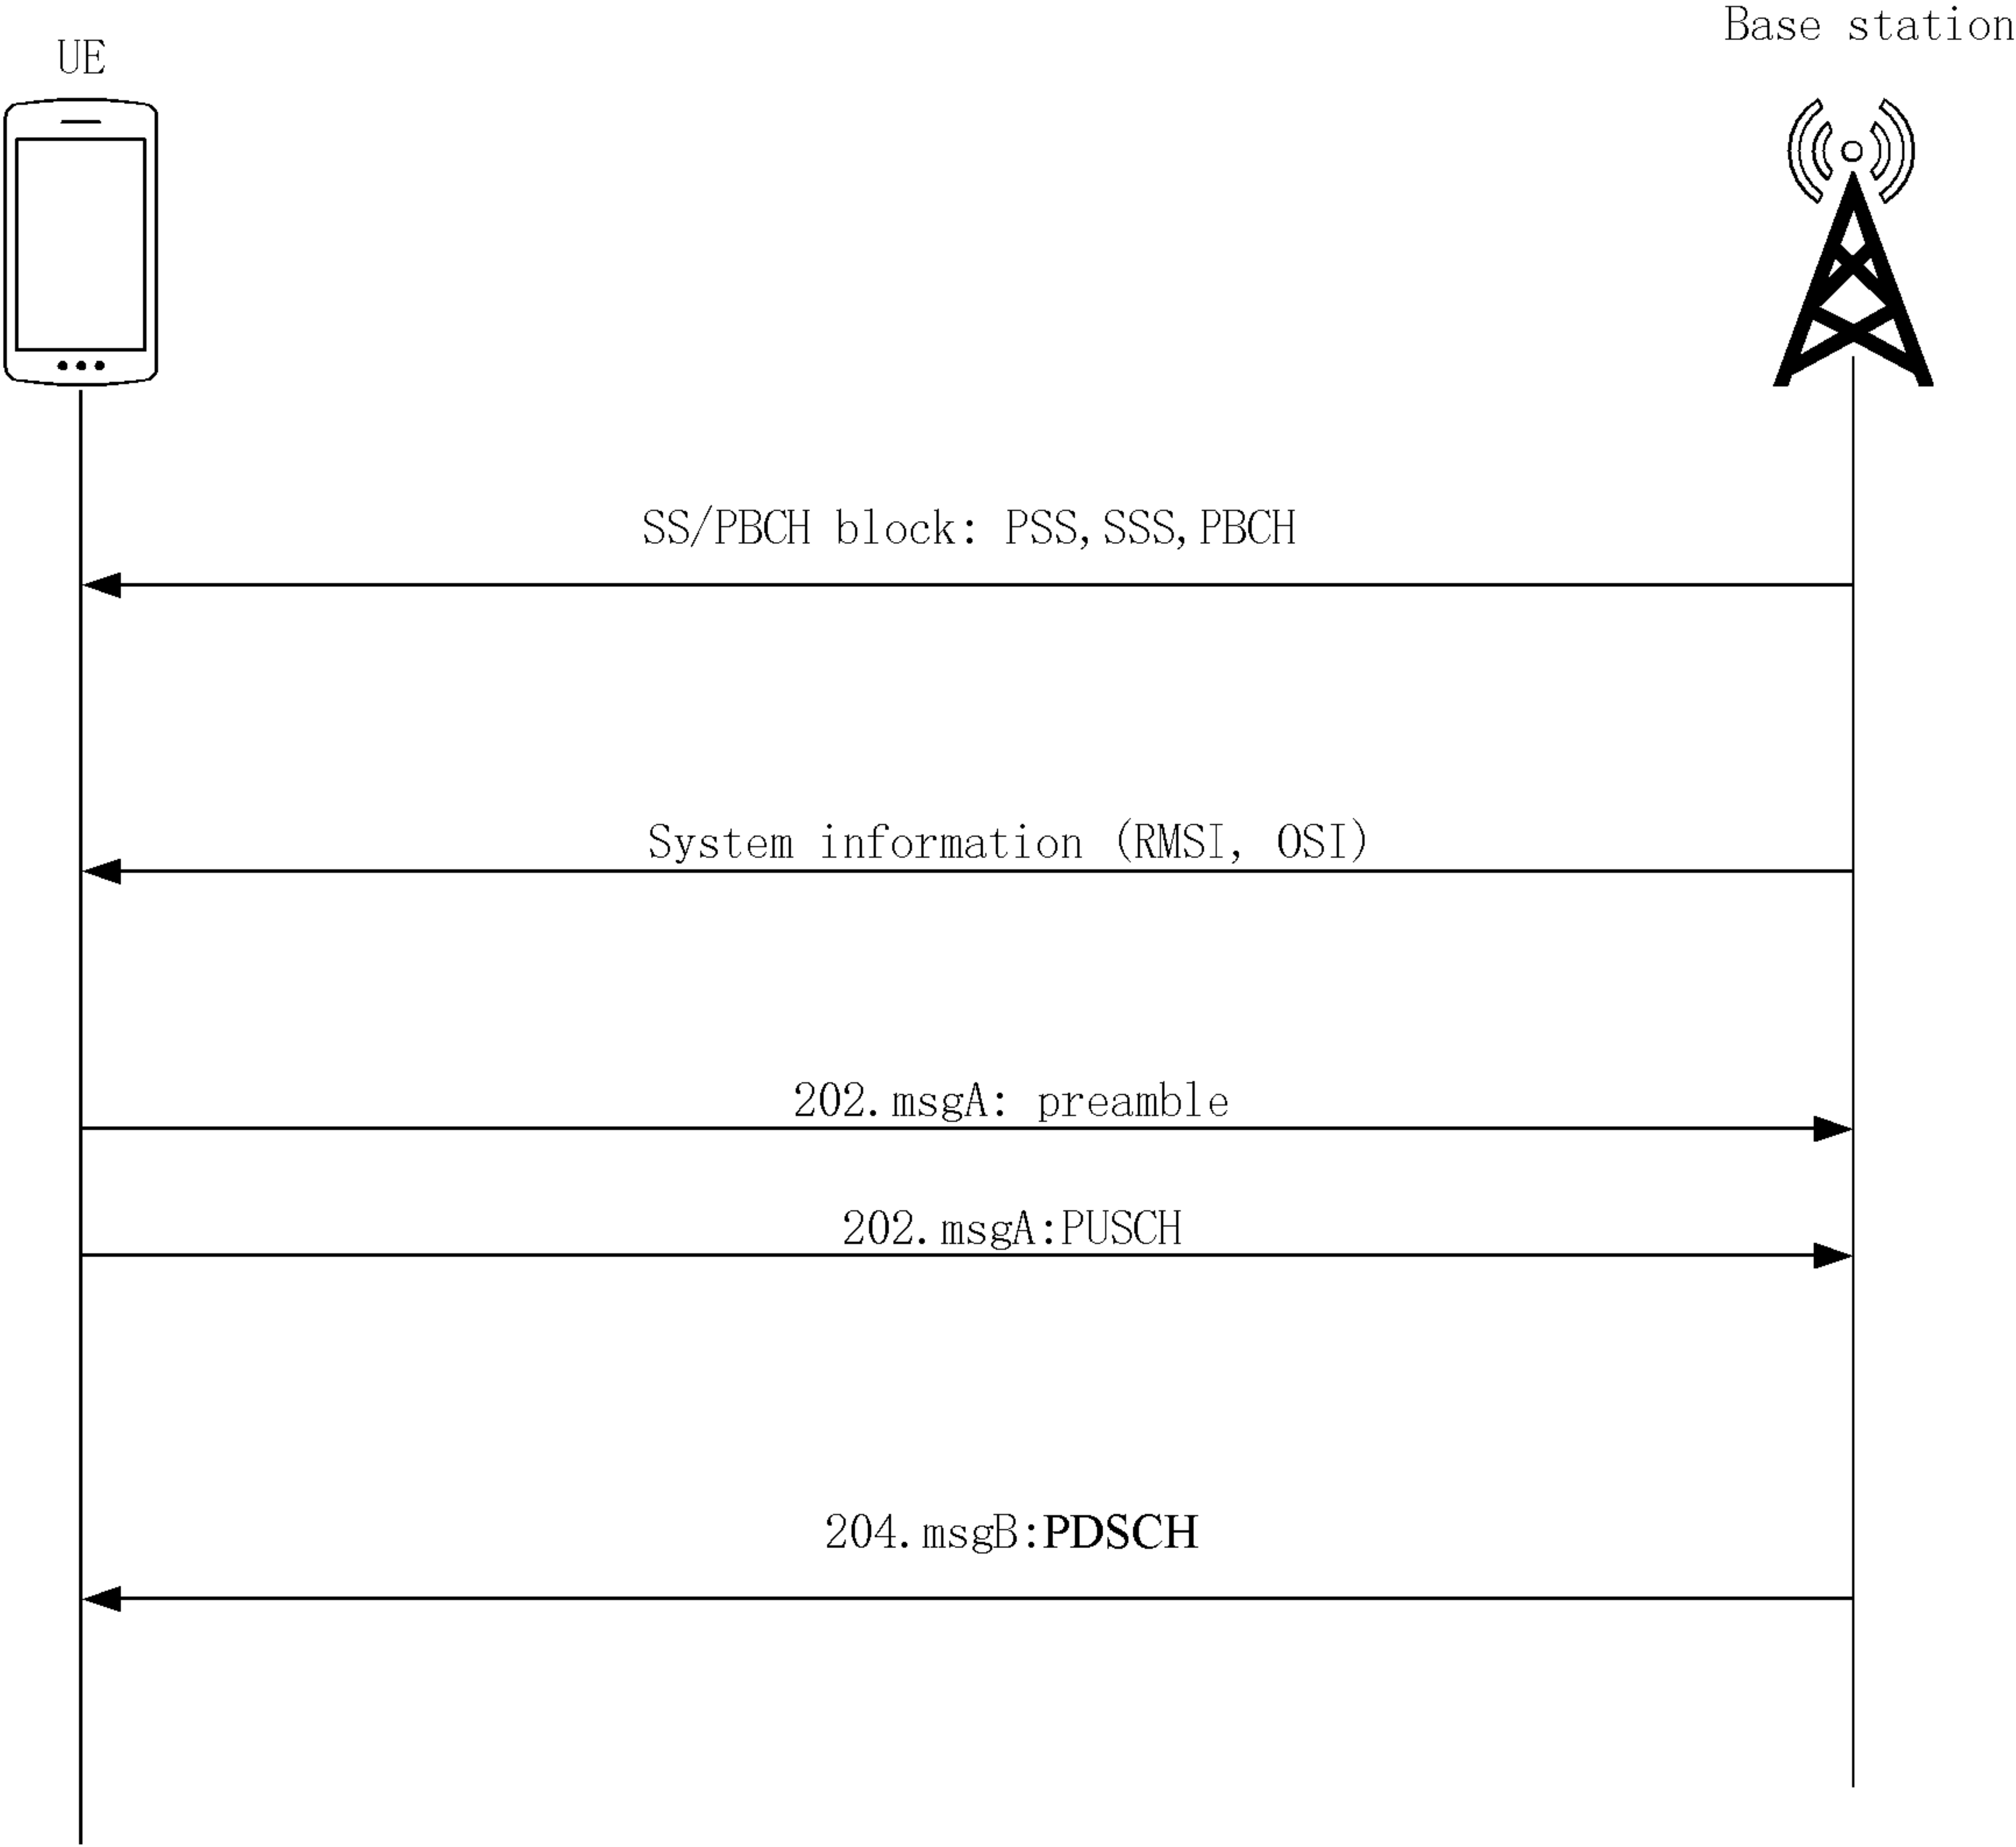 Base station
UE
SS/PBCH block: PSS,SSS,PBCH
System information (RMSI, OSI)
202.msgA: preamble
202.msgA:PUSCH
204.msgB:PDSCH